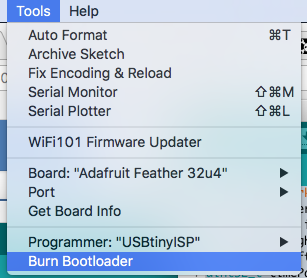 Tools Help
Auto Format ⌘T
Archive Sketch
Fix Encoding & Reload
Serial Monitor ⇧⌘M
Serial Plotter ⇧⌘L
WiFi101 Firmware Updater
Board: "Adafruit Feather 32u4" ▶
Port ▶
Get Board Info
Programmer: "USBtinyISP" ▶
Burn Bootloader